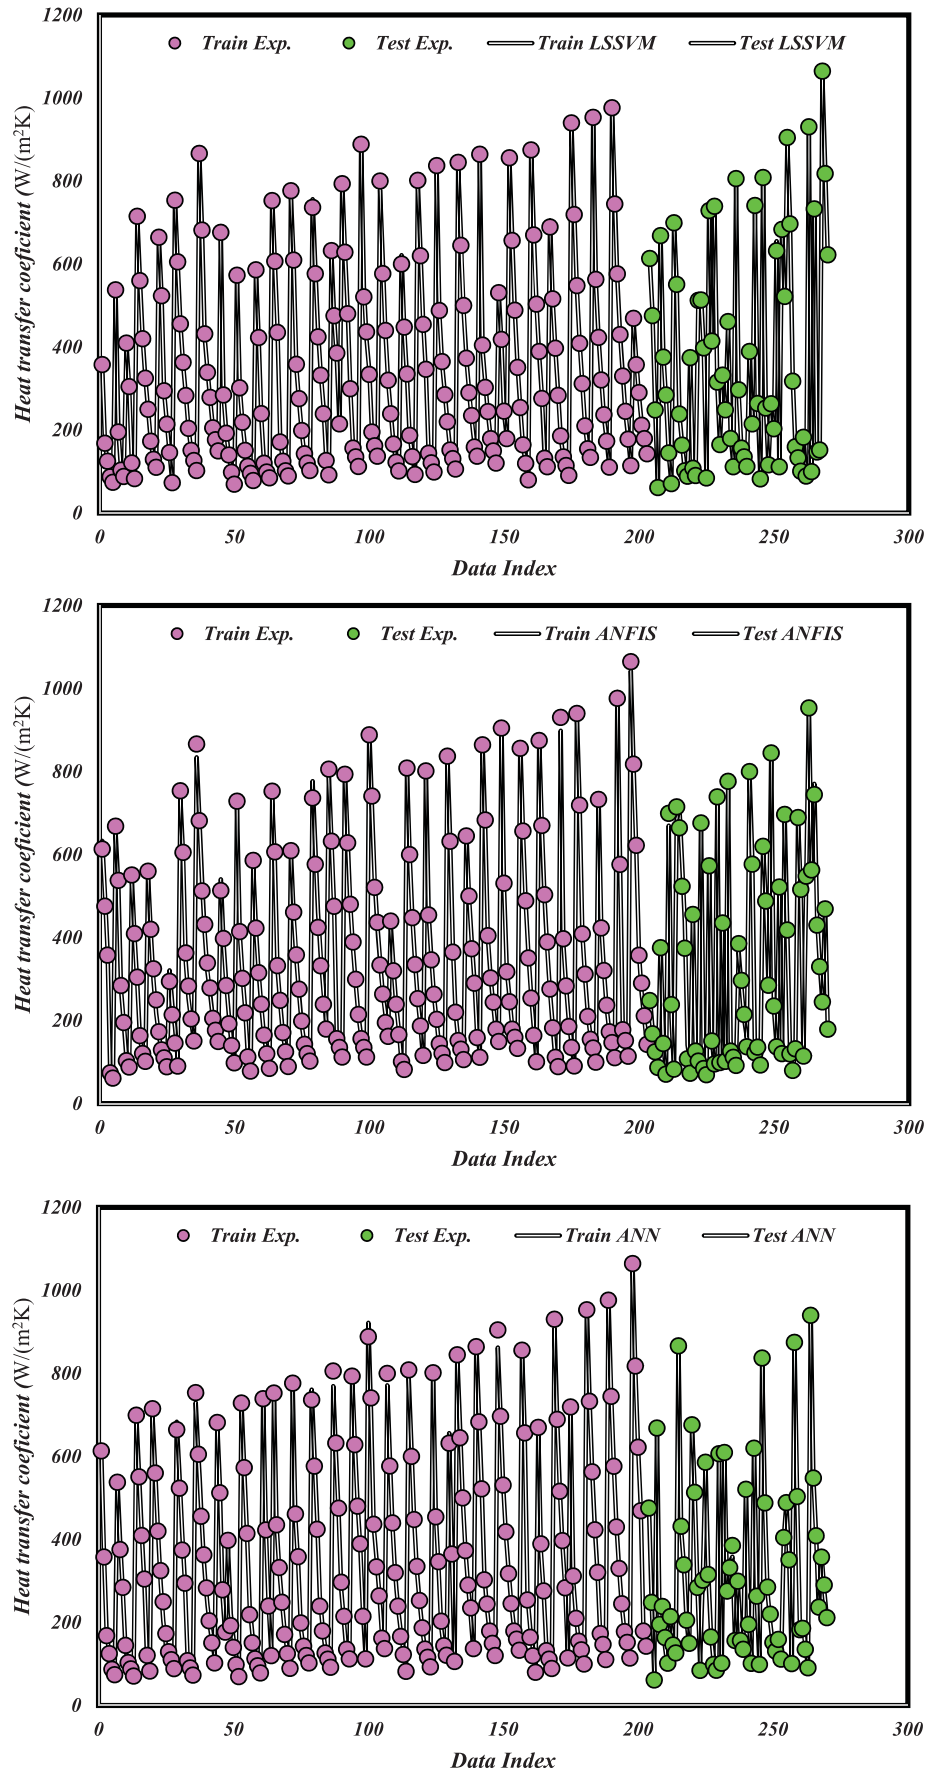 1200
Train Exp. Test Exp. Train LSSVM Test LSSVM
1000
800
600
400
200
0
Heat transfer coeficient (W/(m²K)
0 50 100 150 200 250 300
Data Index
1200
Train Exp. Test Exp. Train ANFIS Test ANFIS
1000
800
600
400
200
0
Heat transfer coeficient (W/(m²K)
0 50 100 150 200 250 300
Data Index
1200
Train Exp. Test Exp. Train ANN Test ANN
1000
800
600
400
200
0
Heat transfer coeficient (W/(m²K)
0 50 100 150 200 250 300
Data Index